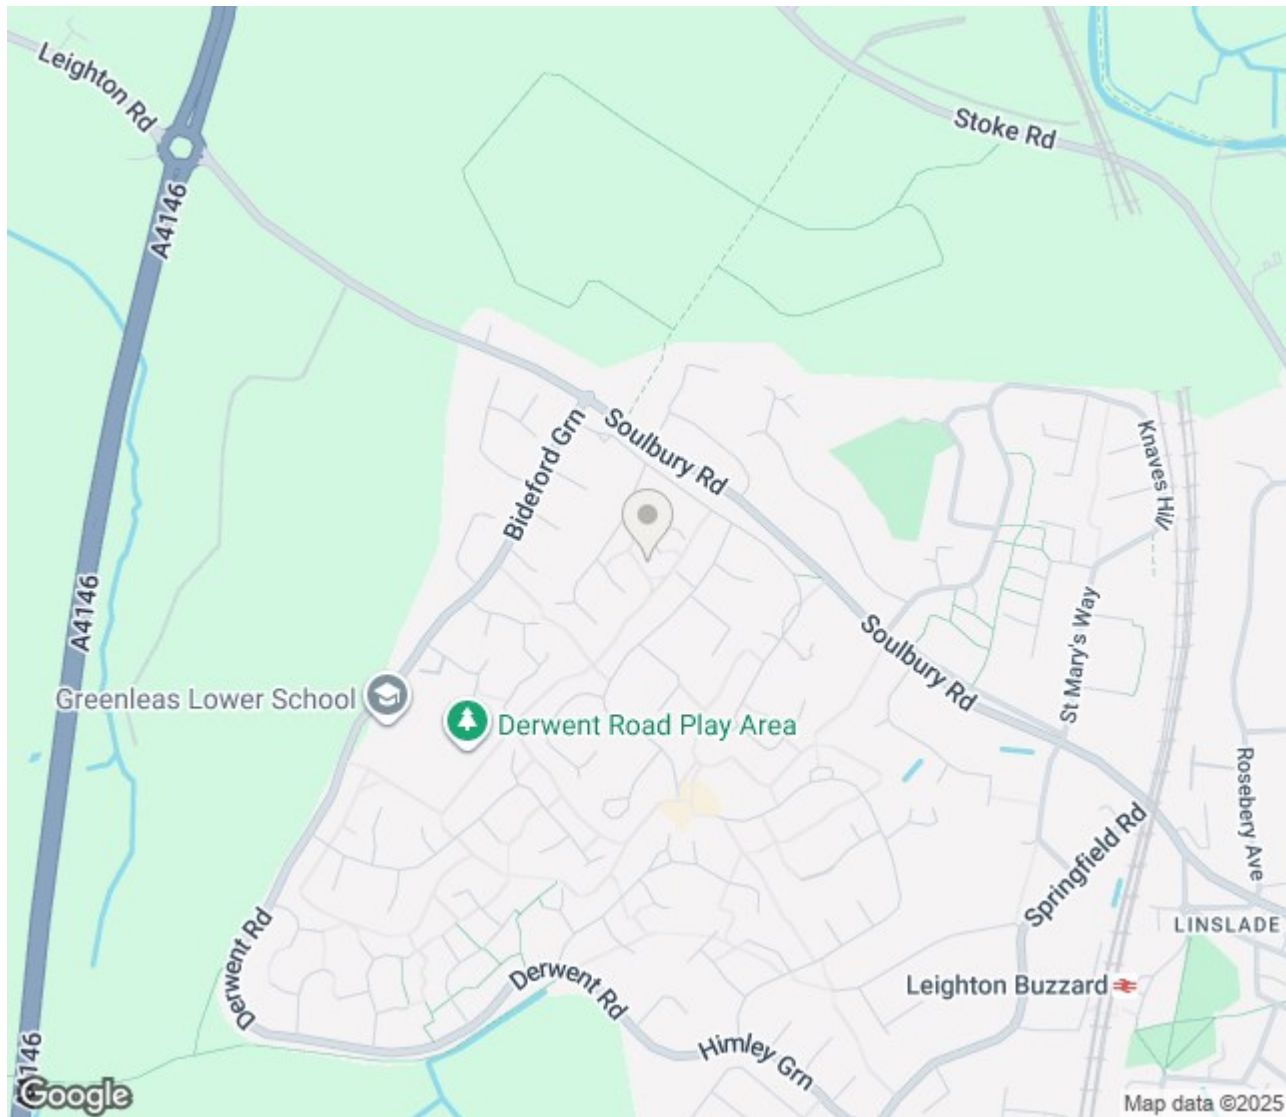 Leighton Rd
Stoke Rd
A4146
Soulbury Rd
Bideford Grn
Knaves Hill
A4146
St Mary's Way
Soulbury Rd
Greenleas Lower School
Derwent Road Play Area
Rosebery Ave
Springfield Rd
Derwent Rd
LINSLADE
Derwent Rd
Leighton Buzzard
Himley Grn
A4146
Google
Map data ©2025